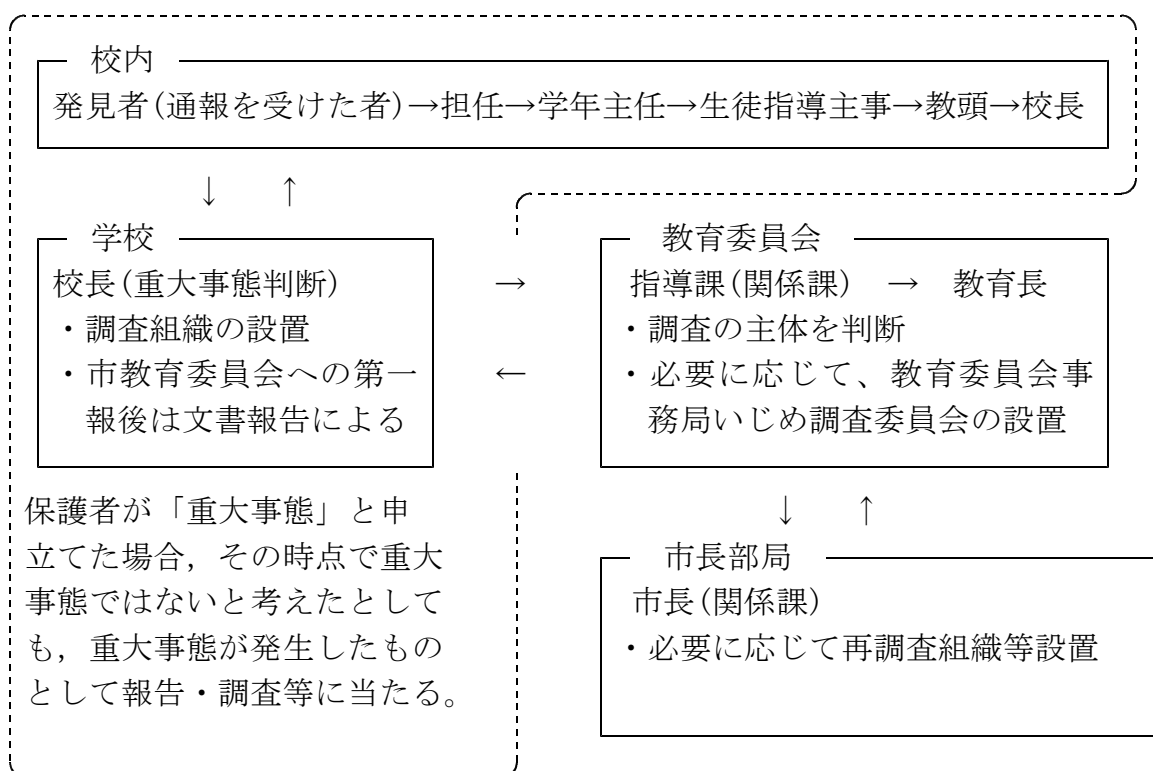 校内
発見者(通報を受けた者)→担任→学年主任→生徒指導主事→教頭→校長
↓ ↑
学校
校長(重大事態判断)
・調査組織の設置
・市教育委員会への第一
報後は文書報告による
→
←
教育委員会
指導課(関係課) → 教育長
・調査の主体を判断
・必要に応じて、教育委員会事
務局いじめ調査委員会の設置
保護者が「重大事態」と申
立てた場合，その時点で重大
事態ではないと考えたとして
も，重大事態が発生したもの
として報告・調査等に当たる。
↓ ↑
市長部局
市長(関係課)
・必要に応じて再調査組織等設置